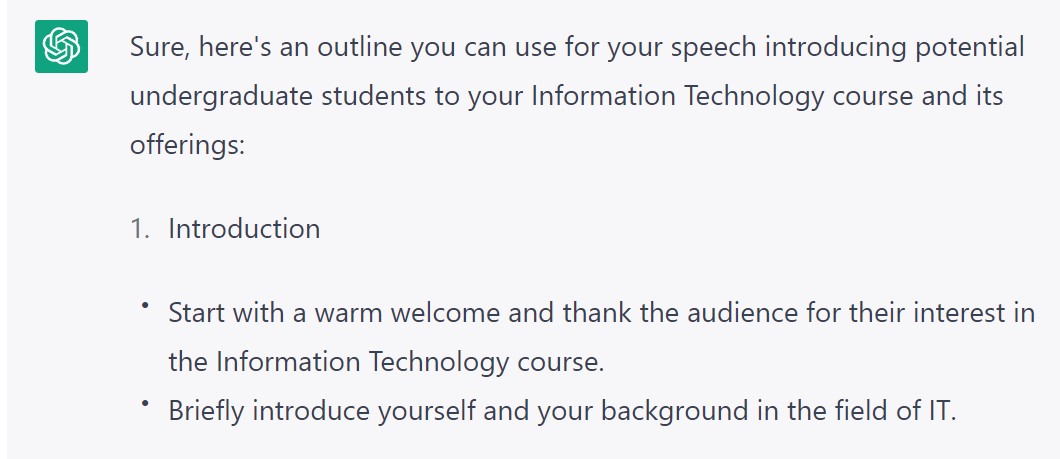 Sure, here's an outline you can use for your speech introducing potential
undergraduate students to your Information Technology course and its
offerings:
1. Introduction
• Start with a warm welcome and thank the audience for their interest in
the Information Technology course.
• Briefly introduce yourself and your background in the field of IT.